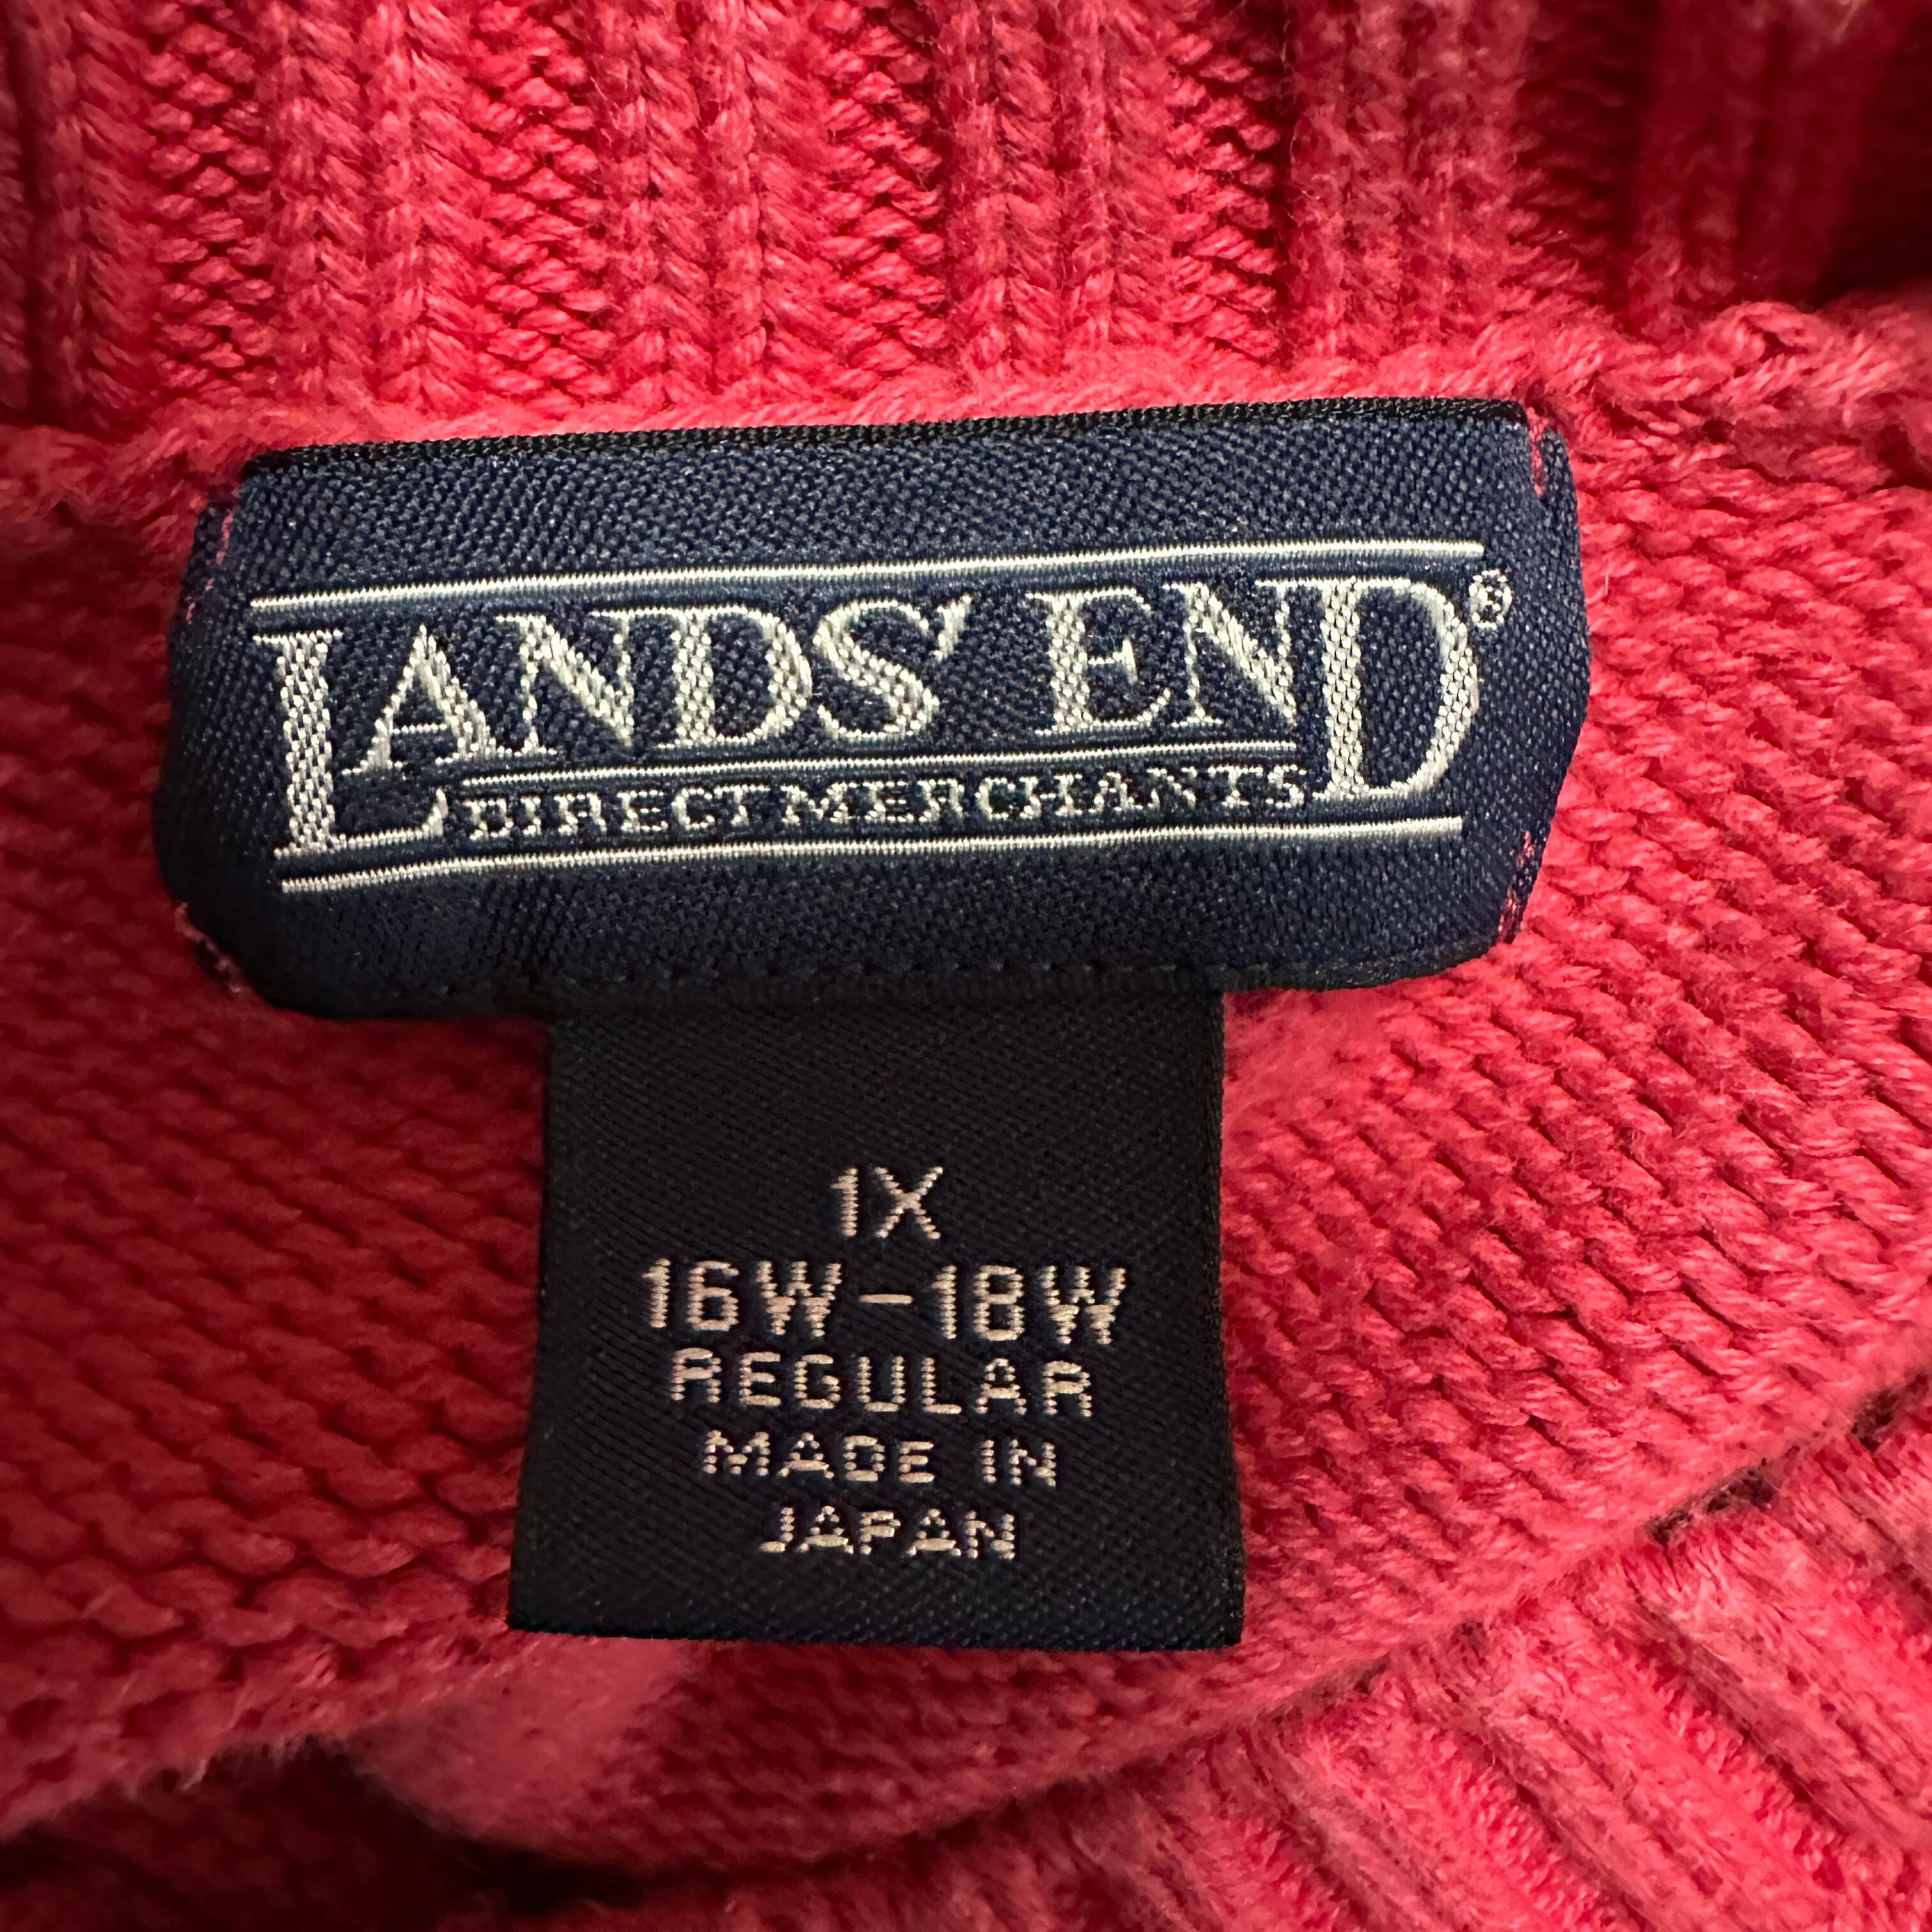 LANDS' END®
DIRECT MERCHANTS
1X
16W-18W
REGULAR
MADE IN
JAPAN